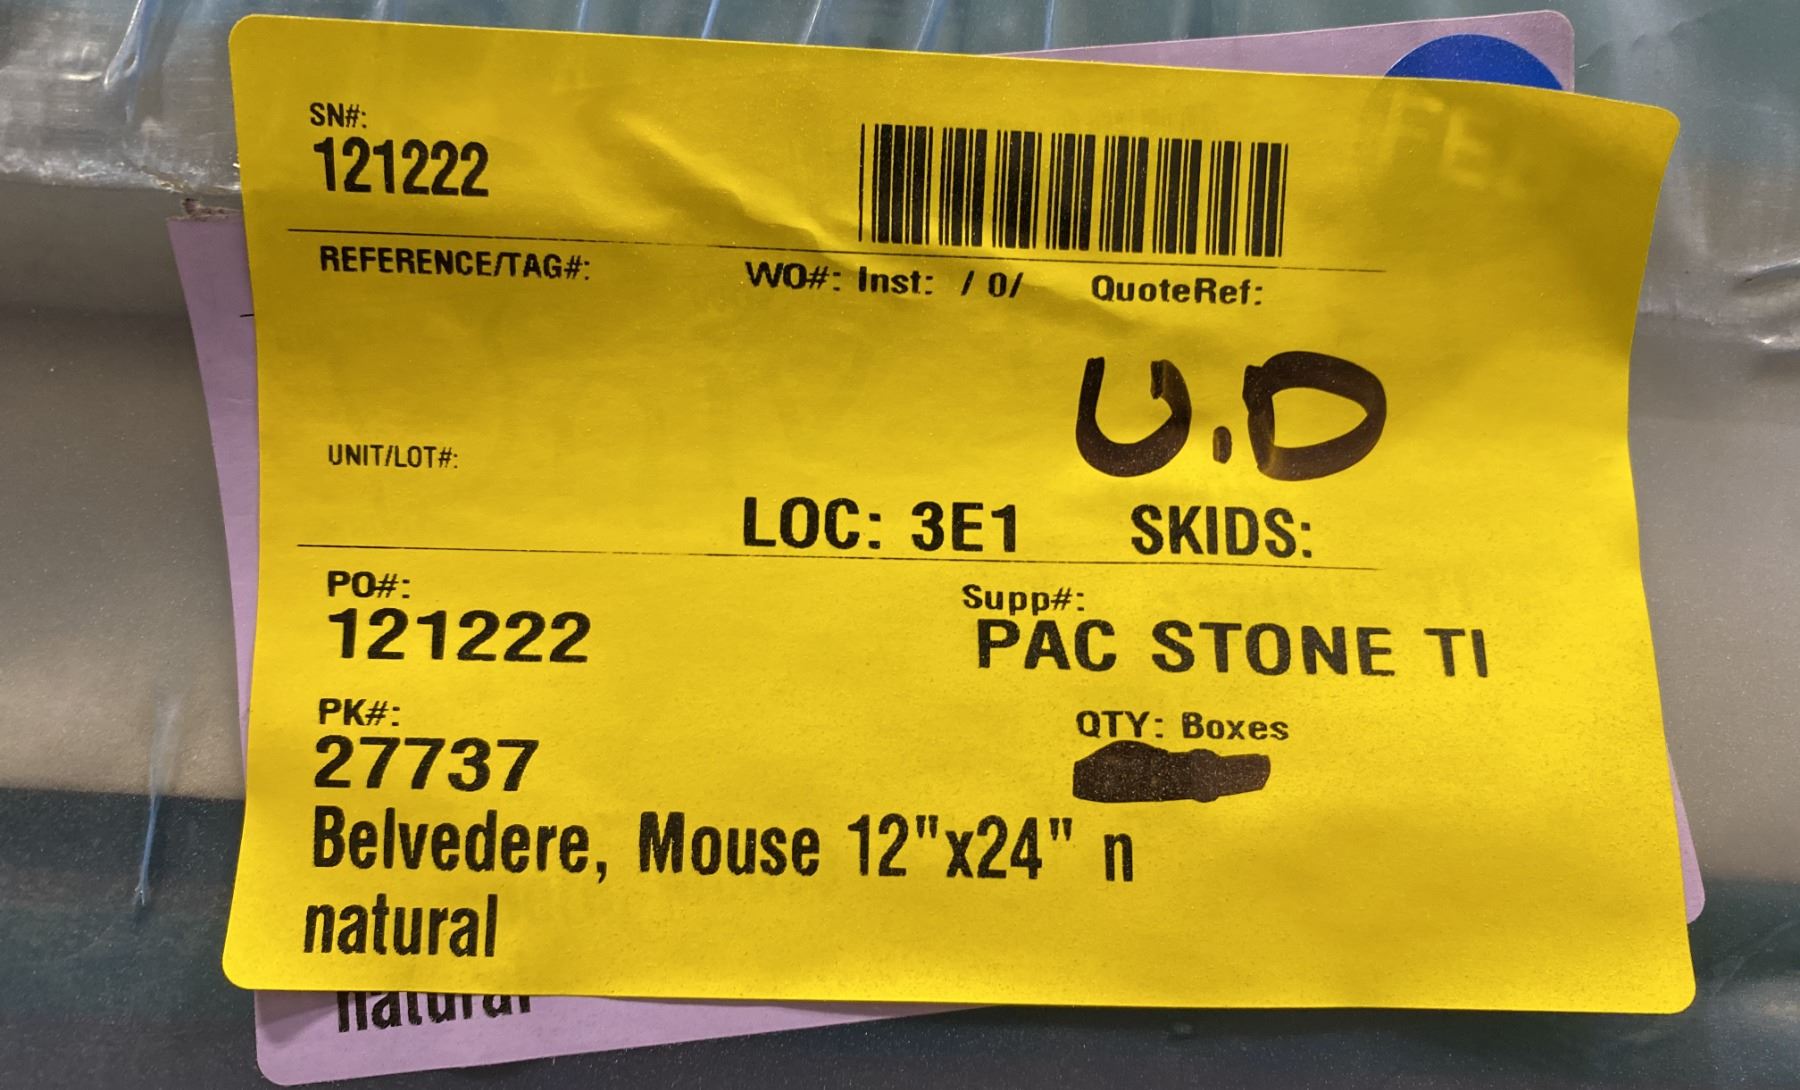 SN#:
121222
REFERENCE/TAG#: WO#: Inst: / 0/ QuoteRef:
U.D
UNIT/LOT#:
LOC: 3E1 SKIDS:
PO#: Supp#:
121222 PAC STONE TI
PK#: QTY: Boxes
27737
Belvedere, Mouse 12"x24" n
natural
natural